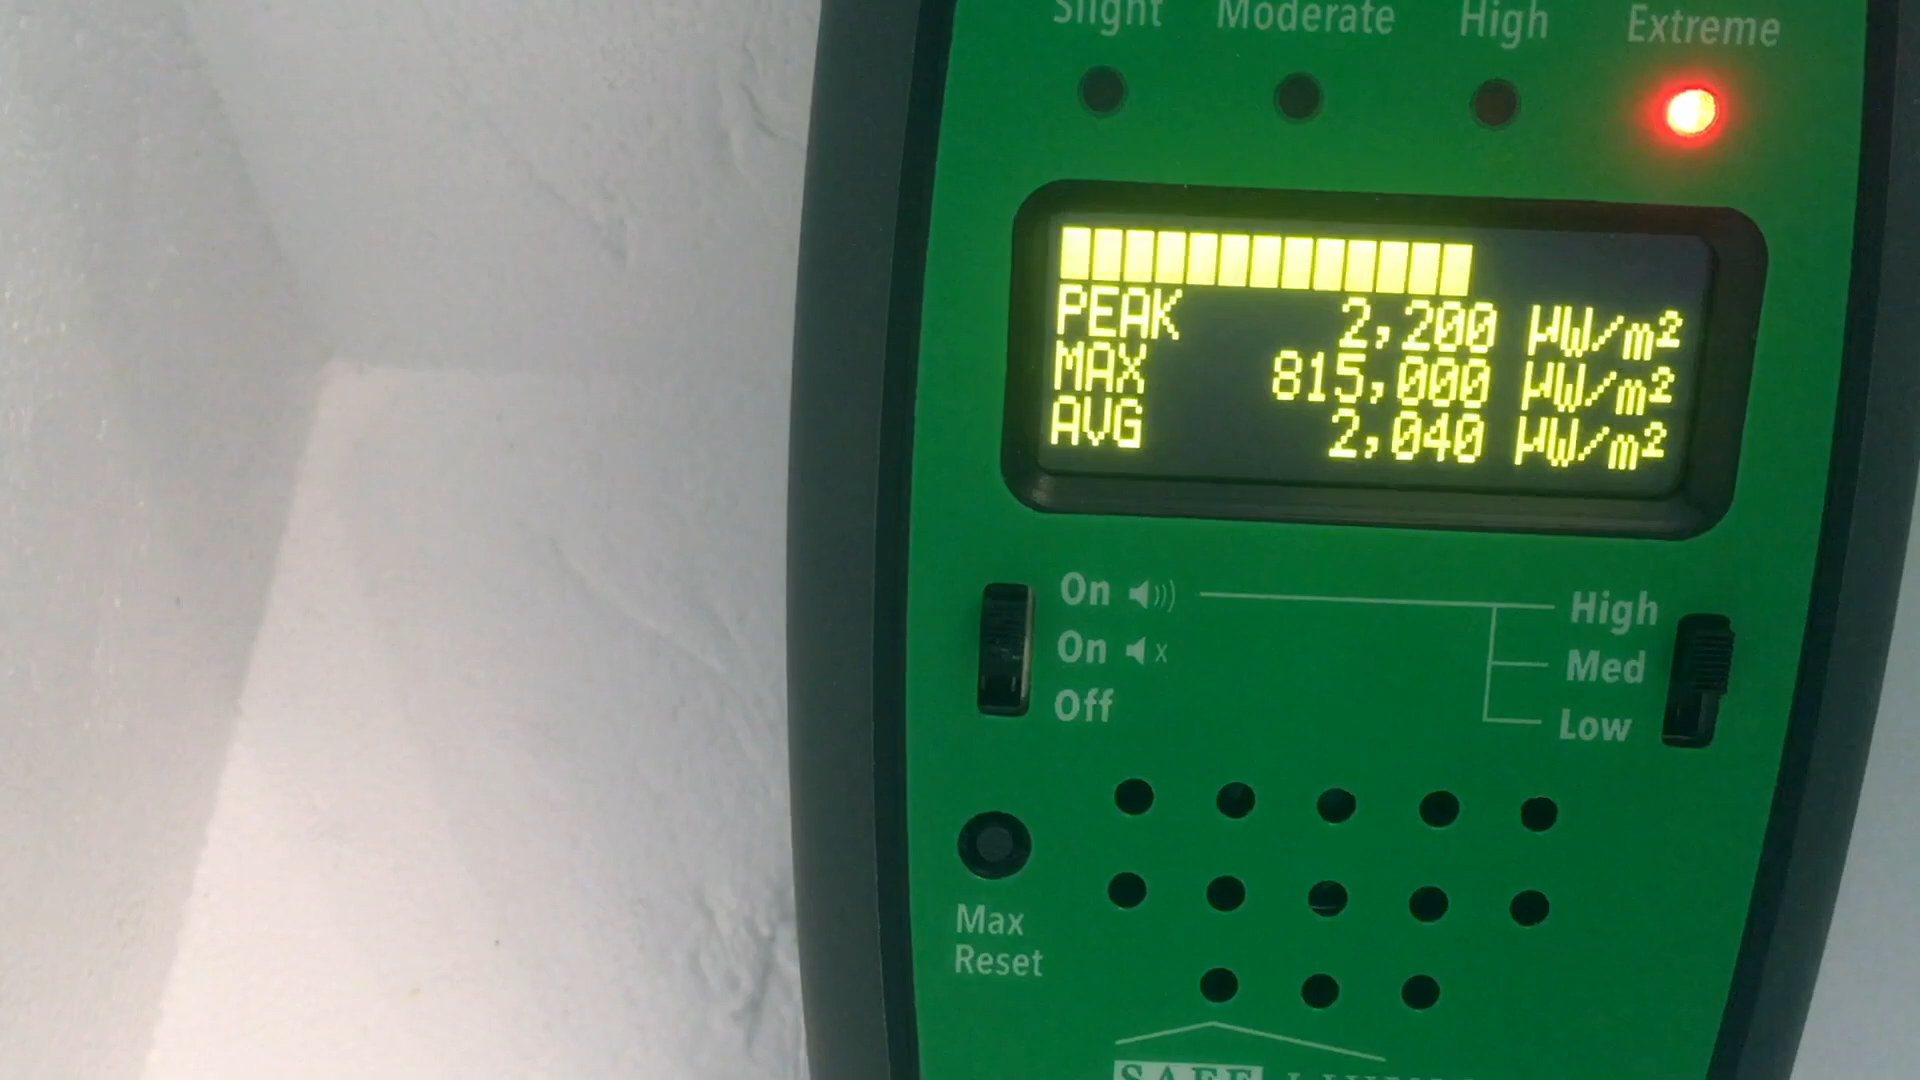 Slight Moderate High Extreme
PEAK 2,200 µW/m²
MAX 815,000 µW/m²
AVG 2,040 µW/m²
On High
On x Med
Off Low
Max
Reset
SAFE